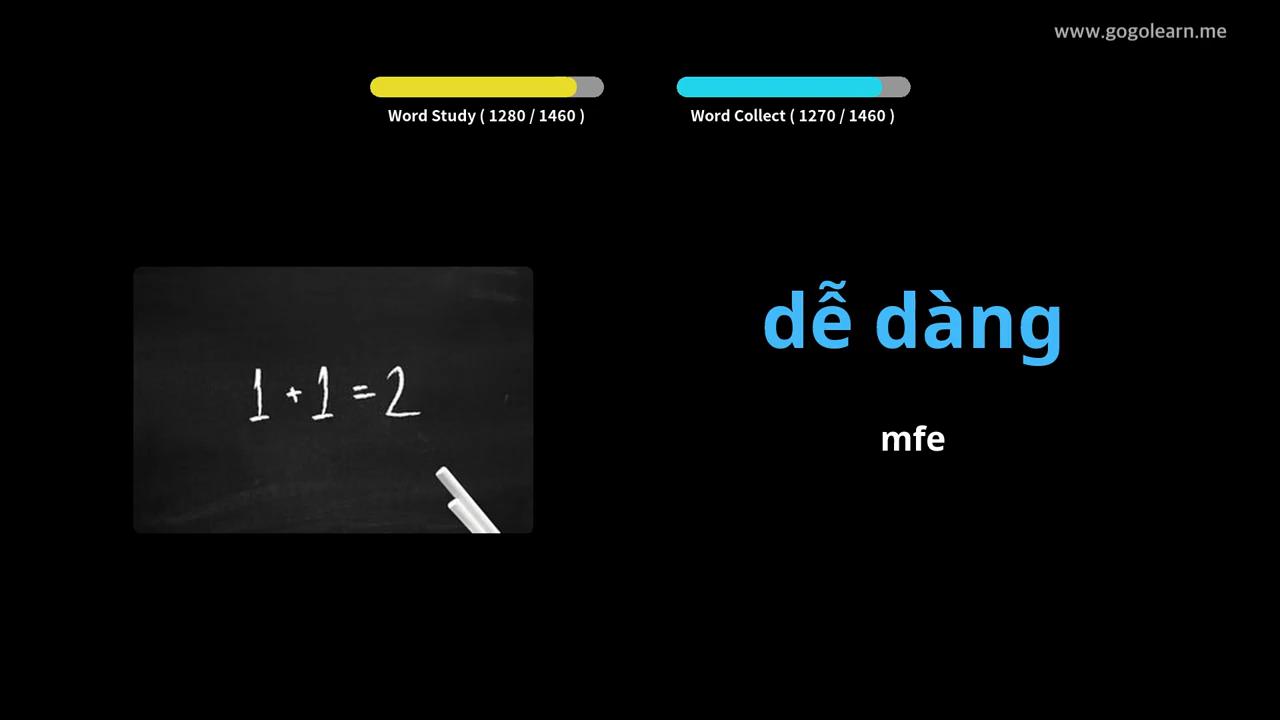 www.gogolearn.me
Word Study ( 1280 / 1460 )
Word Collect ( 1270 / 1460 )
1 + 1 = 2
dễ dàng
mfe